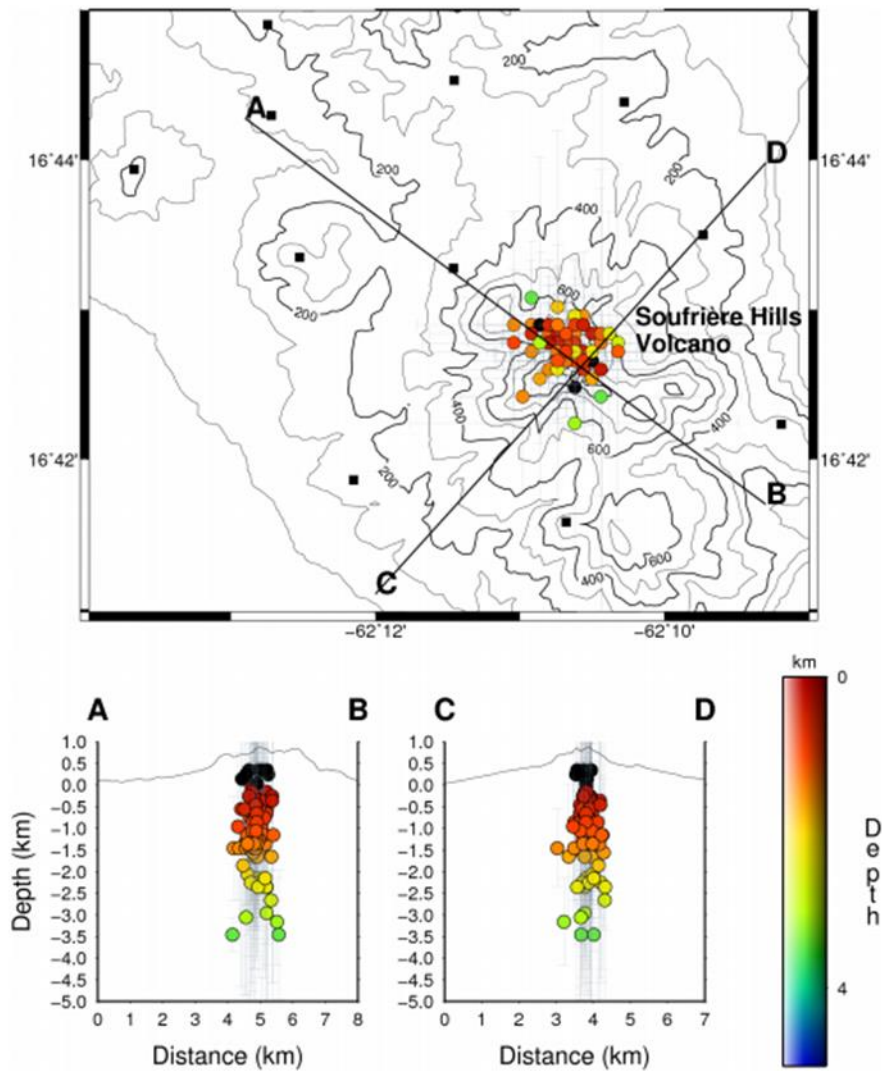 200
A
16°44'
D
16°44'
200
200
400
600
Soufrière Hills
Volcano
200
400
400
16°42'
600
16°42'
200
B
600
400
C
−62°12'
−62°10'
km
0
A
B
C
D
1.0
0.5
0.0
−0.5
−1.0
−1.5
−2.0
−2.5
−3.0
−3.5
−4.0
−4.5
−5.0
0 1 2 3 4 5 6 7 8
Distance (km)
Depth (km)
1.0
0.5
0.0
−0.5
−1.0
−1.5
−2.0
−2.5
−3.0
−3.5
−4.0
−4.5
−5.0
0 1 2 3 4 5 6 7
Distance (km)
Depth
4